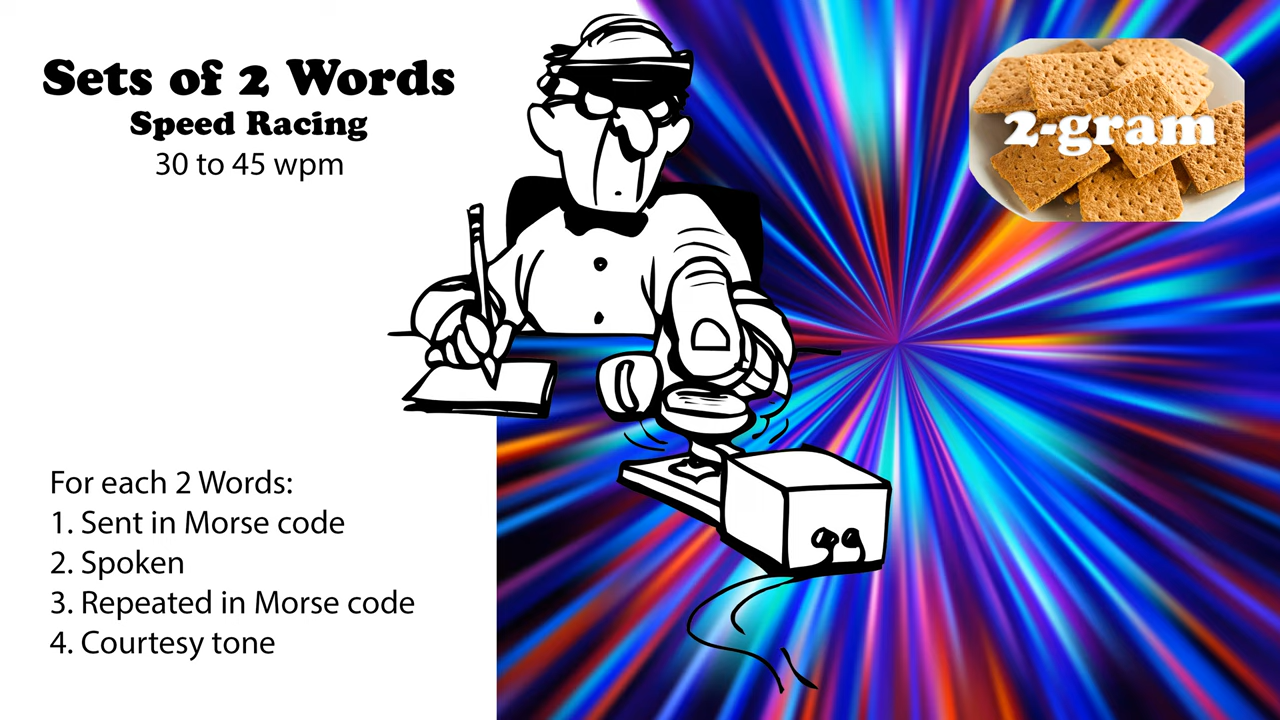 Sets of 2 Words
Speed Racing
30 to 45 wpm
2-gram
For each 2 Words:
1. Sent in Morse code
2. Spoken
3. Repeated in Morse code
4. Courtesy tone